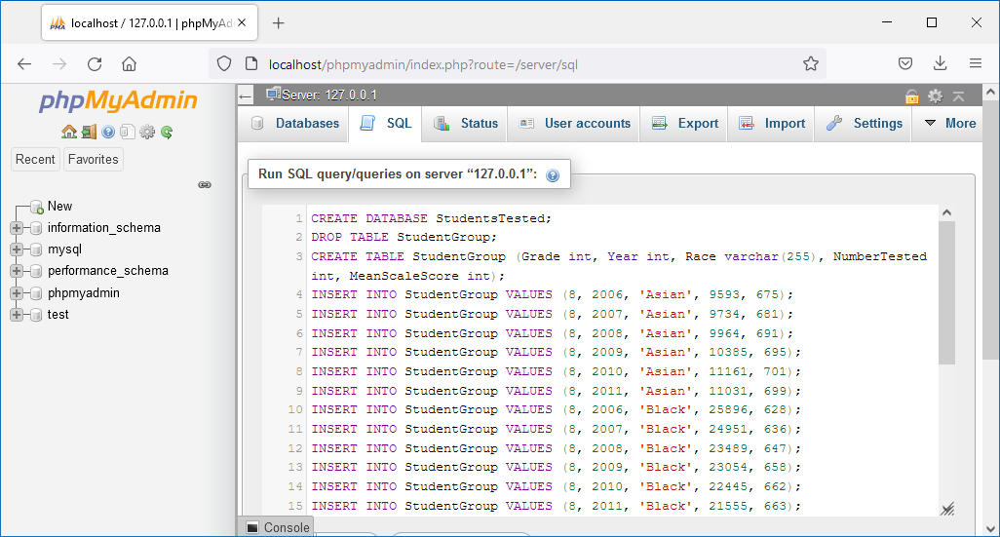 localhost / 127.0.0.1 | phpMyAd
localhost/phpmyadmin/index.php?route=/server/sql
phpMyAdmin
Recent Favorites
New
information_schema
mysql
performance_schema
phpmyadmin
test
Server: 127.0.0.1
Databases SQL Status User accounts Export Import Settings More
Run SQL query/queries on server “127.0.0.1”:
1 CREATE DATABASE StudentsTested;
2 DROP TABLE StudentGroup;
3 CREATE TABLE StudentGroup (Grade int, Year int, Race varchar(255), NumberTested
int, MeanScaleScore int);
4 INSERT INTO StudentGroup VALUES (8, 2006, 'Asian', 9593, 675);
5 INSERT INTO StudentGroup VALUES (8, 2007, 'Asian', 9734, 681);
6 INSERT INTO StudentGroup VALUES (8, 2008, 'Asian', 9964, 691);
7 INSERT INTO StudentGroup VALUES (8, 2009, 'Asian', 10385, 695);
8 INSERT INTO StudentGroup VALUES (8, 2010, 'Asian', 11161, 701);
9 INSERT INTO StudentGroup VALUES (8, 2011, 'Asian', 11031, 699);
10 INSERT INTO StudentGroup VALUES (8, 2006, 'Black', 25896, 628);
11 INSERT INTO StudentGroup VALUES (8, 2007, 'Black', 24951, 636);
12 INSERT INTO StudentGroup VALUES (8, 2008, 'Black', 23489, 647);
13 INSERT INTO StudentGroup VALUES (8, 2009, 'Black', 23054, 658);
14 INSERT INTO StudentGroup VALUES (8, 2010, 'Black', 22445, 662);
15 INSERT INTO StudentGroup VALUES (8, 2011, 'Black', 21555, 663);
Console